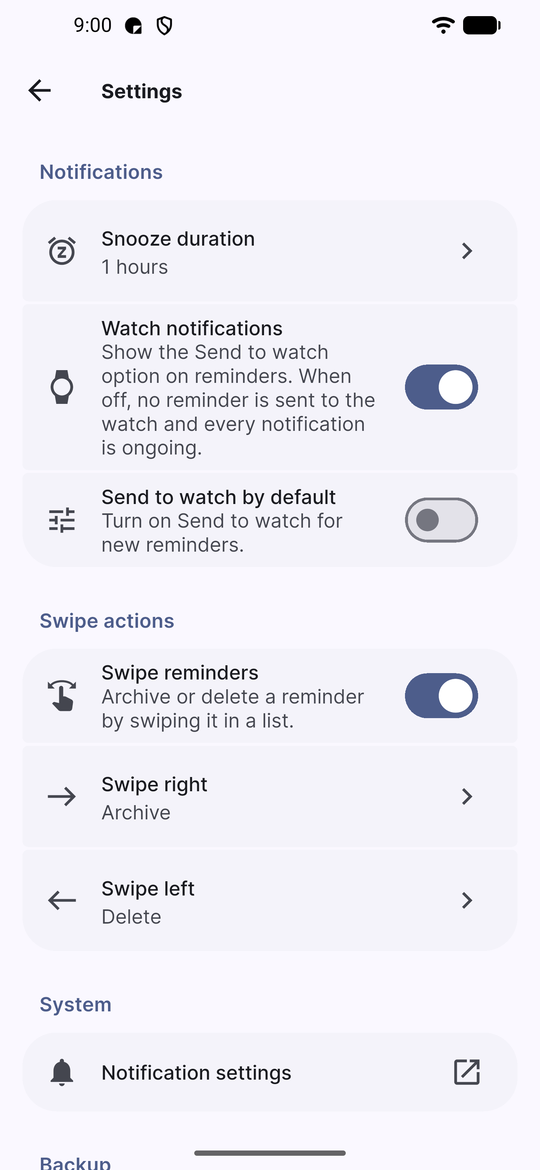 9:00
Settings
Notifications
Snooze duration
1 hours
Watch notifications
Show the Send to watch
option on reminders. When
off, no reminder is sent to the
watch and every notification
is ongoing.
Send to watch by default
Turn on Send to watch for
new reminders.
Swipe actions
Swipe reminders
Archive or delete a reminder
by swiping it in a list.
Swipe right
Archive
Swipe left
Delete
System
Notification settings
Backup